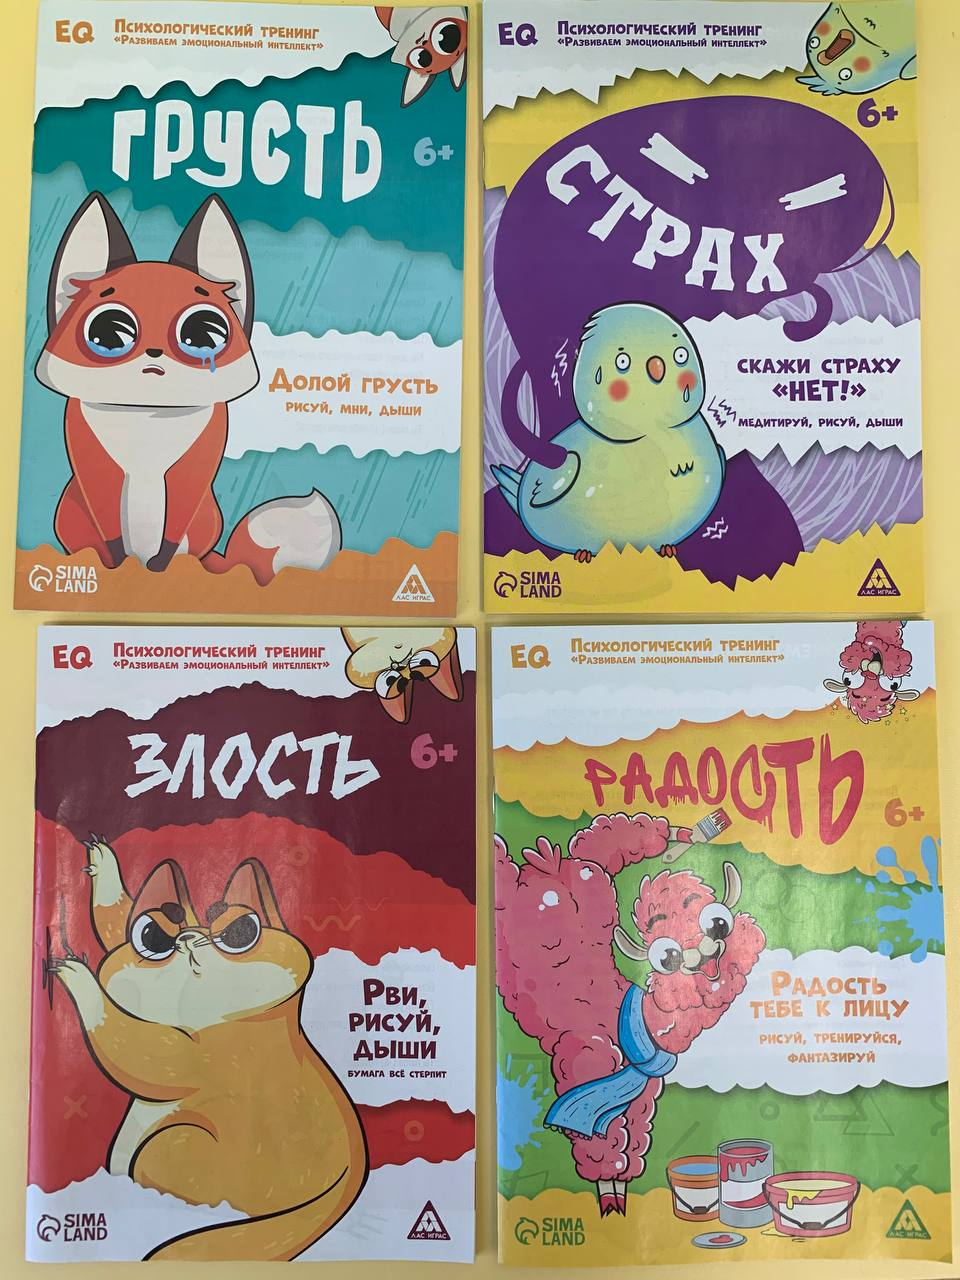 EQ
Психологический тренинг
«Развиваем эмоциональный интеллект»
ГРУСТЬ
6+
Долой грусть
рисуй, мни, дыши
SIMA
LAND
ЛАС ИГРАС
EQ
Психологический тренинг
«Развиваем эмоциональный интеллект»
6+
СТРАХ
скажи страху
«НЕТ!»
медитируй, рисуй, дыши
SIMA
LAND
ЛАС ИГРАС
EQ
Психологический тренинг
«Развиваем эмоциональный интеллект»
ЗЛОСТЬ
6+
Рви,
рисуй,
дыши
бумага всё стерпит
SIMA
LAND
ЛАС ИГРАС
EQ
Психологический тренинг
«Развиваем эмоциональный интеллект»
РАДОСТЬ
6+
Радость
тебе к лицу
рисуй, тренируйся,
фантазируй
SIMA
LAND
ЛАС ИГРАС